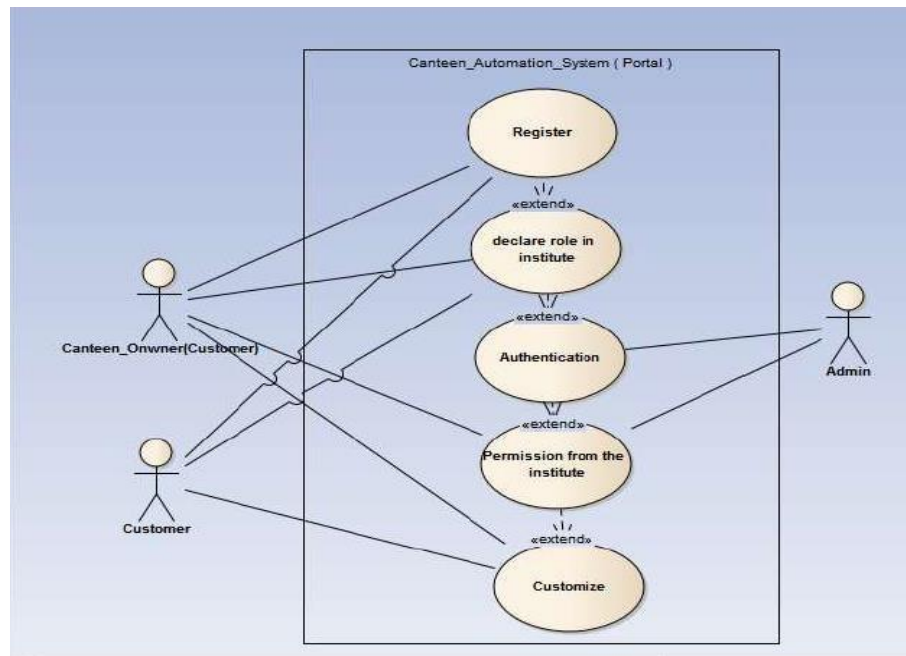 Canteen_Automation_System ( Portal )
Register
«extend»
declare role in
institute
«extend»
Authentication
«extend»
Permission from the
institute
«extend»
Customize
Canteen_Onwner(Customer)
Customer
Admin